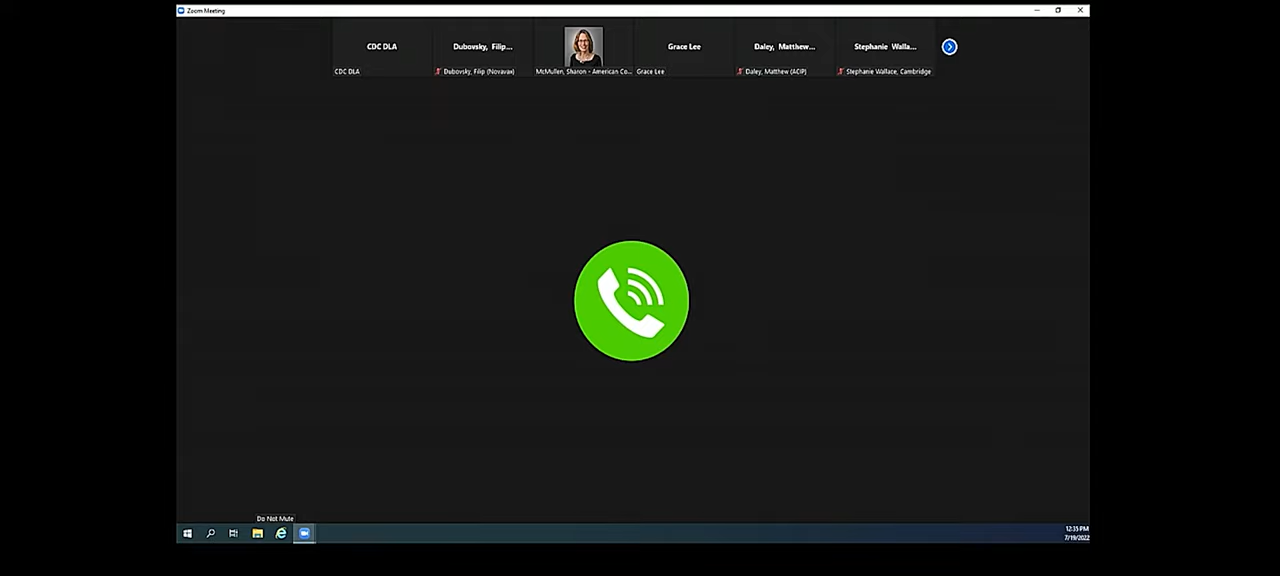 Zoom Meeting
CDC DLA
Dubovsky, Filip...
Grace Lee
Daley, Matthew...
Stephanie Walla...
CDC DLA
Dubovsky, Filip (Novavax)
McMullen, Sharon - American Co...
Grace Lee
Daley, Matthew (ACIP)
Stephanie Wallace, Cambridge
Do Not Mute
12:35 PM
7/19/2022